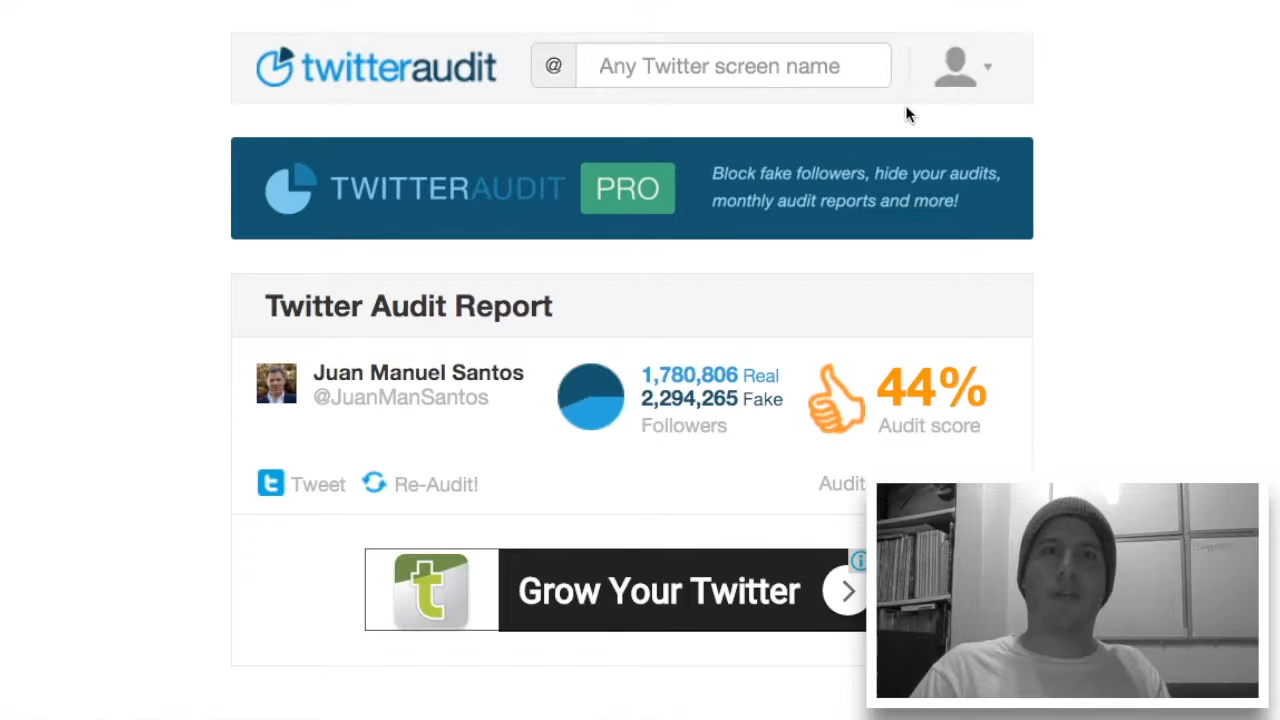 twitteraudit @ Any Twitter screen name
TWITTERAUDIT PRO
Block fake followers, hide your audits,
monthly audit reports and more!
Twitter Audit Report
Juan Manuel Santos
@JuanManSantos
1,780,806 Real
2,294,265 Fake
Followers
44%
Audit score
Tweet Re-Audit! Audit
Grow Your Twitter